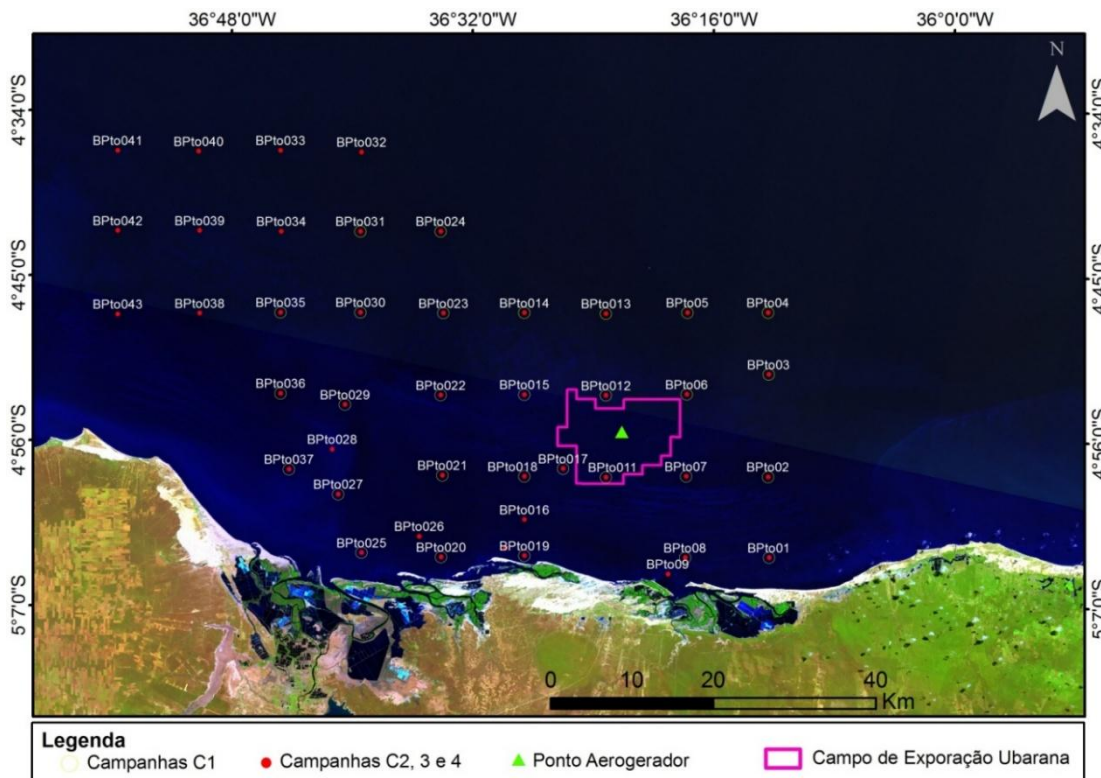 36°48'0"W 36°32'0"W 36°16'0"W 36°0'0"W
N
4°34'0"S 4°34'0"S
BPto041 BPto040 BPto033 BPto032
BPto042 BPto039 BPto034 BPto031 BPto024
4°45'0"S 4°45'0"S
BPto043 BPto038 BPto035 BPto030 BPto023 BPto014 BPto013 BPto05 BPto04
BPto03
BPto036 BPto029 BPto022 BPto015 BPto012 BPto06
4°56'0"S 4°56'0"S
BPto028
BPto037 BPto021 BPto018 BPto017 BPto011 BPto07 BPto02
BPto027
BPto016
BPto026
BPto025 BPto020 BPto019 BPto08 BPto01
BPto09
5°7'0"S 5°7'0"S
0 10 20 40
Km
Legenda
Campanhas C1 Campanhas C2, 3 e 4 Ponto Aerogerador Campo de Exporação Ubarana